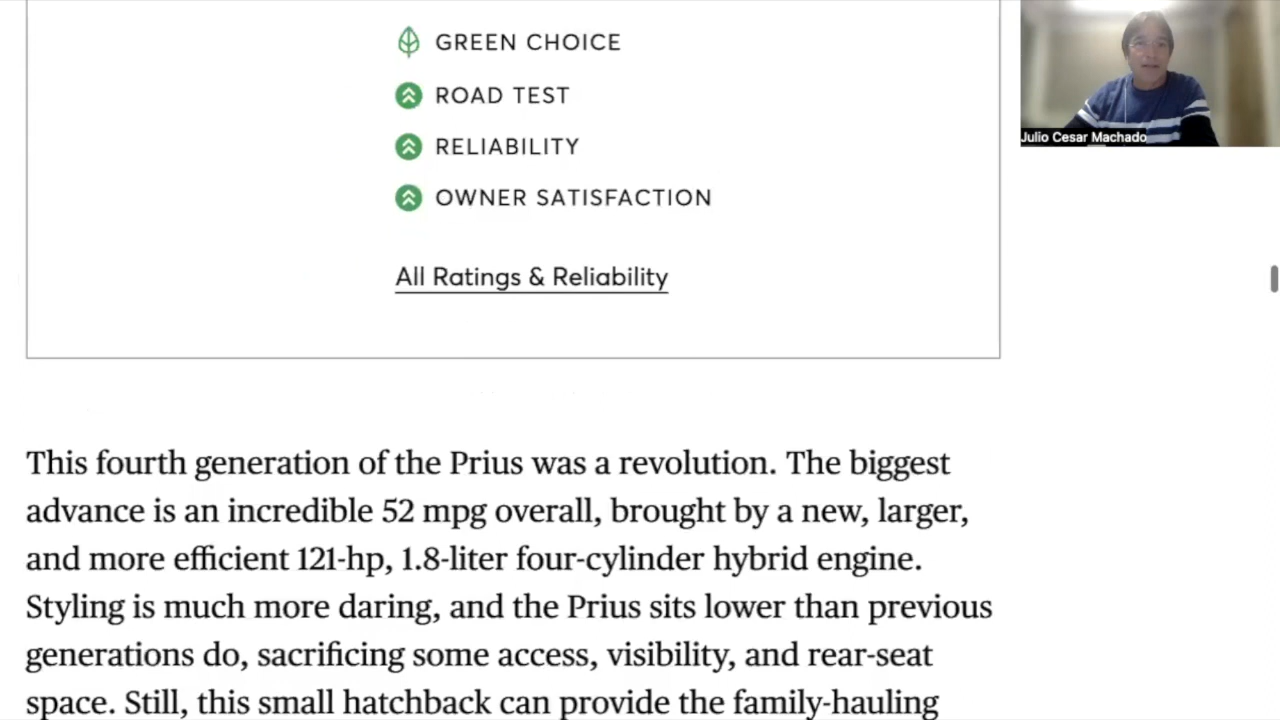 GREEN CHOICE
ROAD TEST
RELIABILITY
OWNER SATISFACTION
All Ratings & Reliability
Julio Cesar Machado
This fourth generation of the Prius was a revolution. The biggest
advance is an incredible 52 mpg overall, brought by a new, larger,
and more efficient 121-hp, 1.8-liter four-cylinder hybrid engine.
Styling is much more daring, and the Prius sits lower than previous
generations do, sacrificing some access, visibility, and rear-seat
space. Still, this small hatchback can provide the family-hauling